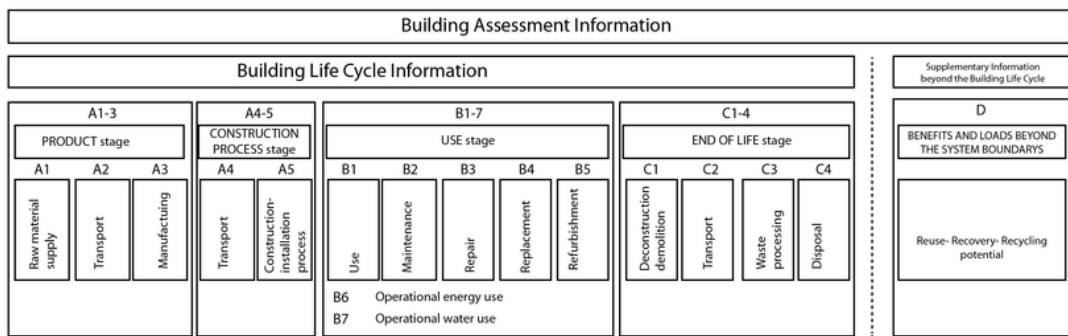 Building Assessment Information
Building Life Cycle Information
Supplementary Information
beyond the Building Life Cycle
A1-3
PRODUCT stage
A1
A2
A3
Raw material
supply
Transport
Manufactuing
A4-5
CONSTRUCTION
PROCESS stage
A4
A5
Transport
Construction-
installation
process
B1-7
USE stage
B1
B2
B3
B4
B5
Use
Maintenance
Repair
Replacement
Refurbishment
B6 Operational energy use
B7 Operational water use
C1-4
END OF LIFE stage
C1
C2
C3
C4
Deconstruction
demolition
Transport
Waste
processing
Disposal
D
BENEFITS AND LOADS BEYOND
THE SYSTEM BOUNDARYS
Reuse- Recovery- Recycling
potential